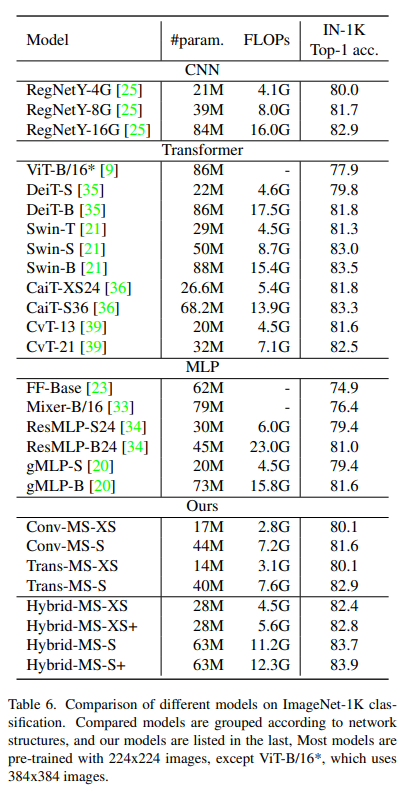 Model #param. FLOPs IN-1K Top-1 acc.
CNN
RegNetY-4G [25] 21M 4.1G 80.0
RegNetY-8G [25] 39M 8.0G 81.7
RegNetY-16G [25] 84M 16.0G 82.9
Transformer
ViT-B/16* [9] 86M - 77.9
DeiT-S [35] 22M 4.6G 79.8
DeiT-B [35] 86M 17.5G 81.8
Swin-T [21] 29M 4.5G 81.3
Swin-S [21] 50M 8.7G 83.0
Swin-B [21] 88M 15.4G 83.5
CaiT-XS24 [36] 26.6M 5.4G 81.8
CaiT-S36 [36] 68.2M 13.9G 83.3
CvT-13 [39] 20M 4.5G 81.6
CvT-21 [39] 32M 7.1G 82.5
MLP
FF-Base [23] 62M - 74.9
Mixer-B/16 [33] 79M - 76.4
ResMLP-S24 [34] 30M 6.0G 79.4
ResMLP-B24 [34] 45M 23.0G 81.0
gMLP-S [20] 20M 4.5G 79.4
gMLP-B [20] 73M 15.8G 81.6
Ours
Conv-MS-XS 17M 2.8G 80.1
Conv-MS-S 44M 7.2G 81.6
Trans-MS-XS 14M 3.1G 80.1
Trans-MS-S 40M 7.6G 82.9
Hybrid-MS-XS 28M 4.5G 82.4
Hybrid-MS-XS+ 28M 5.6G 82.8
Hybrid-MS-S 63M 11.2G 83.7
Hybrid-MS-S+ 63M 12.3G 83.9
Table 6. Comparison of different models on ImageNet-1K clas-
sification. Compared models are grouped according to network
structures, and our models are listed in the last, Most models are
pre-trained with 224x224 images, except ViT-B/16*, which uses
384x384 images.